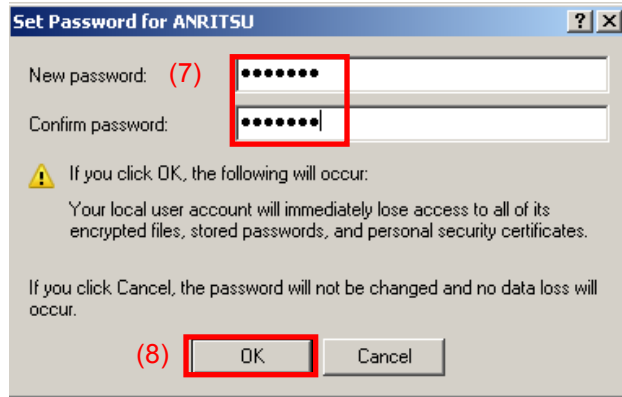 Set Password for ANRITSU
New password: (7) •••••••
Confirm password: •••••••
If you click OK, the following will occur:
Your local user account will immediately lose access to all of its
encrypted files, stored passwords, and personal security certificates.
If you click Cancel, the password will not be changed and no data loss will
occur.
(8) OK Cancel